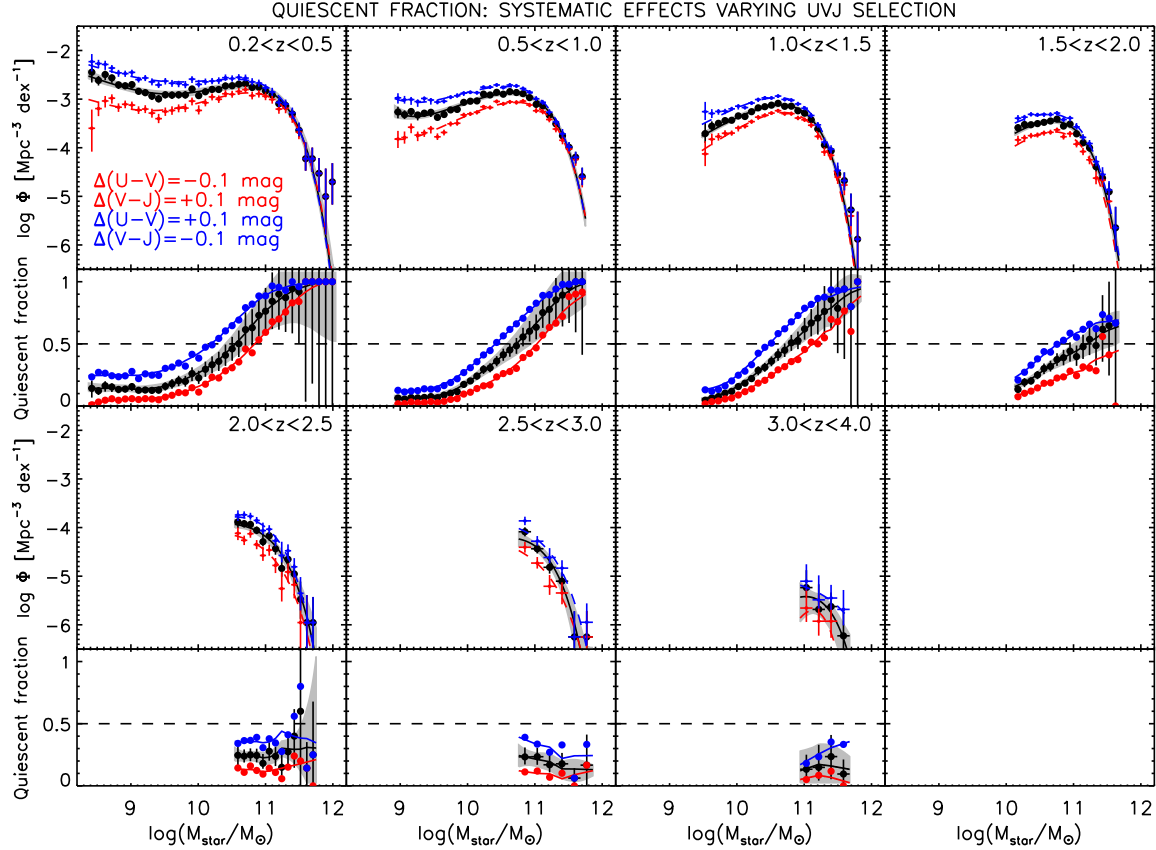 QUIESCENT FRACTION: SYSTEMATIC EFFECTS VARYING UVJ SELECTION
0.2<z<0.5
0.5<z<1.0
1.0<z<1.5
1.5<z<2.0
log Φ [Mpc⁻³ dex⁻¹]
-2
-3
-4
-5
-6
Δ(U-V)=-0.1 mag
Δ(V-J)=+0.1 mag
Δ(U-V)=+0.1 mag
Δ(V-J)=-0.1 mag
Quiescent fraction
1
0.5
0
2.0<z<2.5
2.5<z<3.0
3.0<z<4.0
log Φ [Mpc⁻³ dex⁻¹]
-2
-3
-4
-5
-6
Quiescent fraction
1
0.5
0
9 10 11 12
9 10 11 12
9 10 11 12
9 10 11 12
log(M_star/M_⊙)
log(M_star/M_⊙)
log(M_star/M_⊙)
log(M_star/M_⊙)